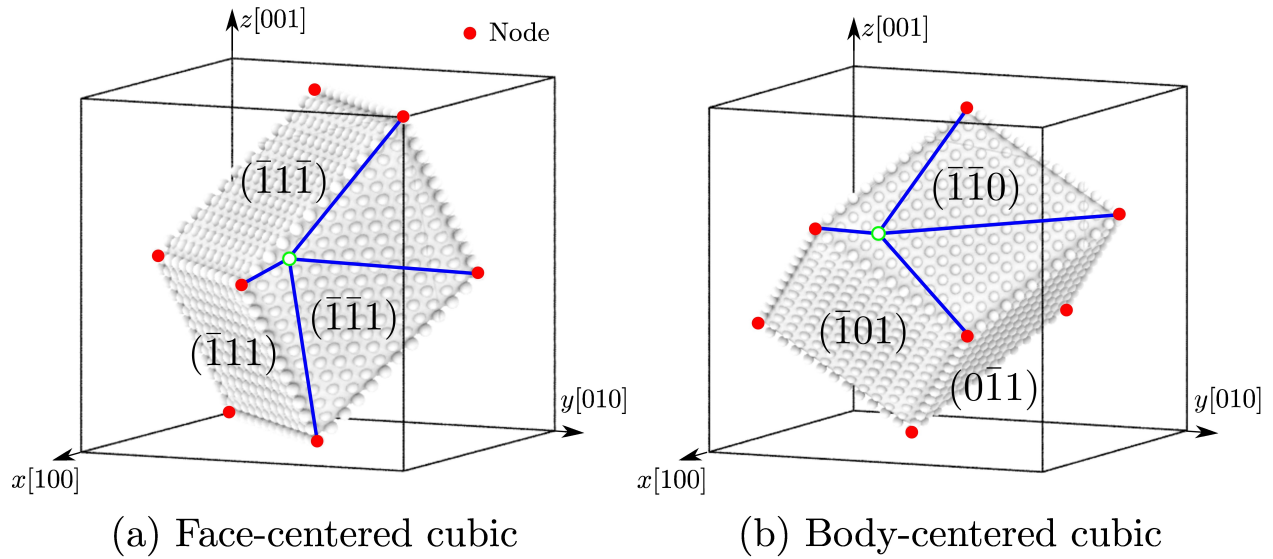 z[001]
Node
(1̅11̅)
(1̅1̅1)
(1̅11)
y[010]
x[100]
(a) Face-centered cubic
z[001]
(1̅1̅0)
(1̅01)
(01̅1)
y[010]
x[100]
(b) Body-centered cubic